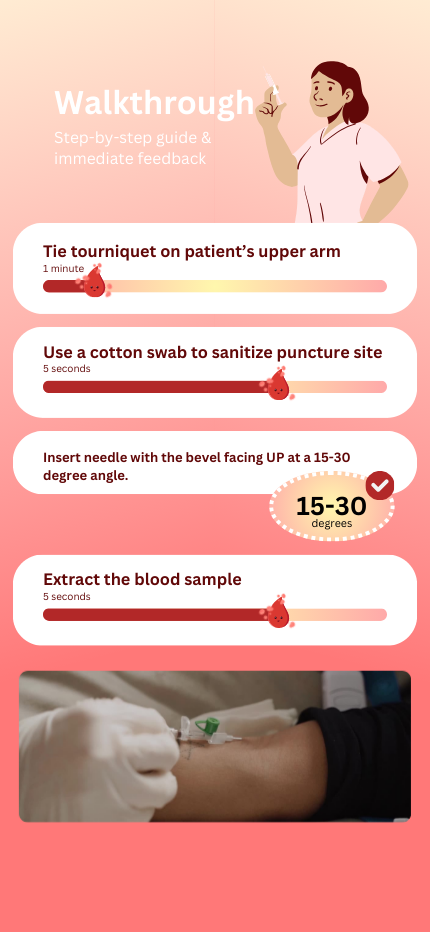 Walkthrough
Step-by-step guide &
immediate feedback
Tie tourniquet on patient’s upper arm
1 minute
Use a cotton swab to sanitize puncture site
5 seconds
Insert needle with the bevel facing UP at a 15-30
degree angle.
15-30
degrees
Extract the blood sample
5 seconds